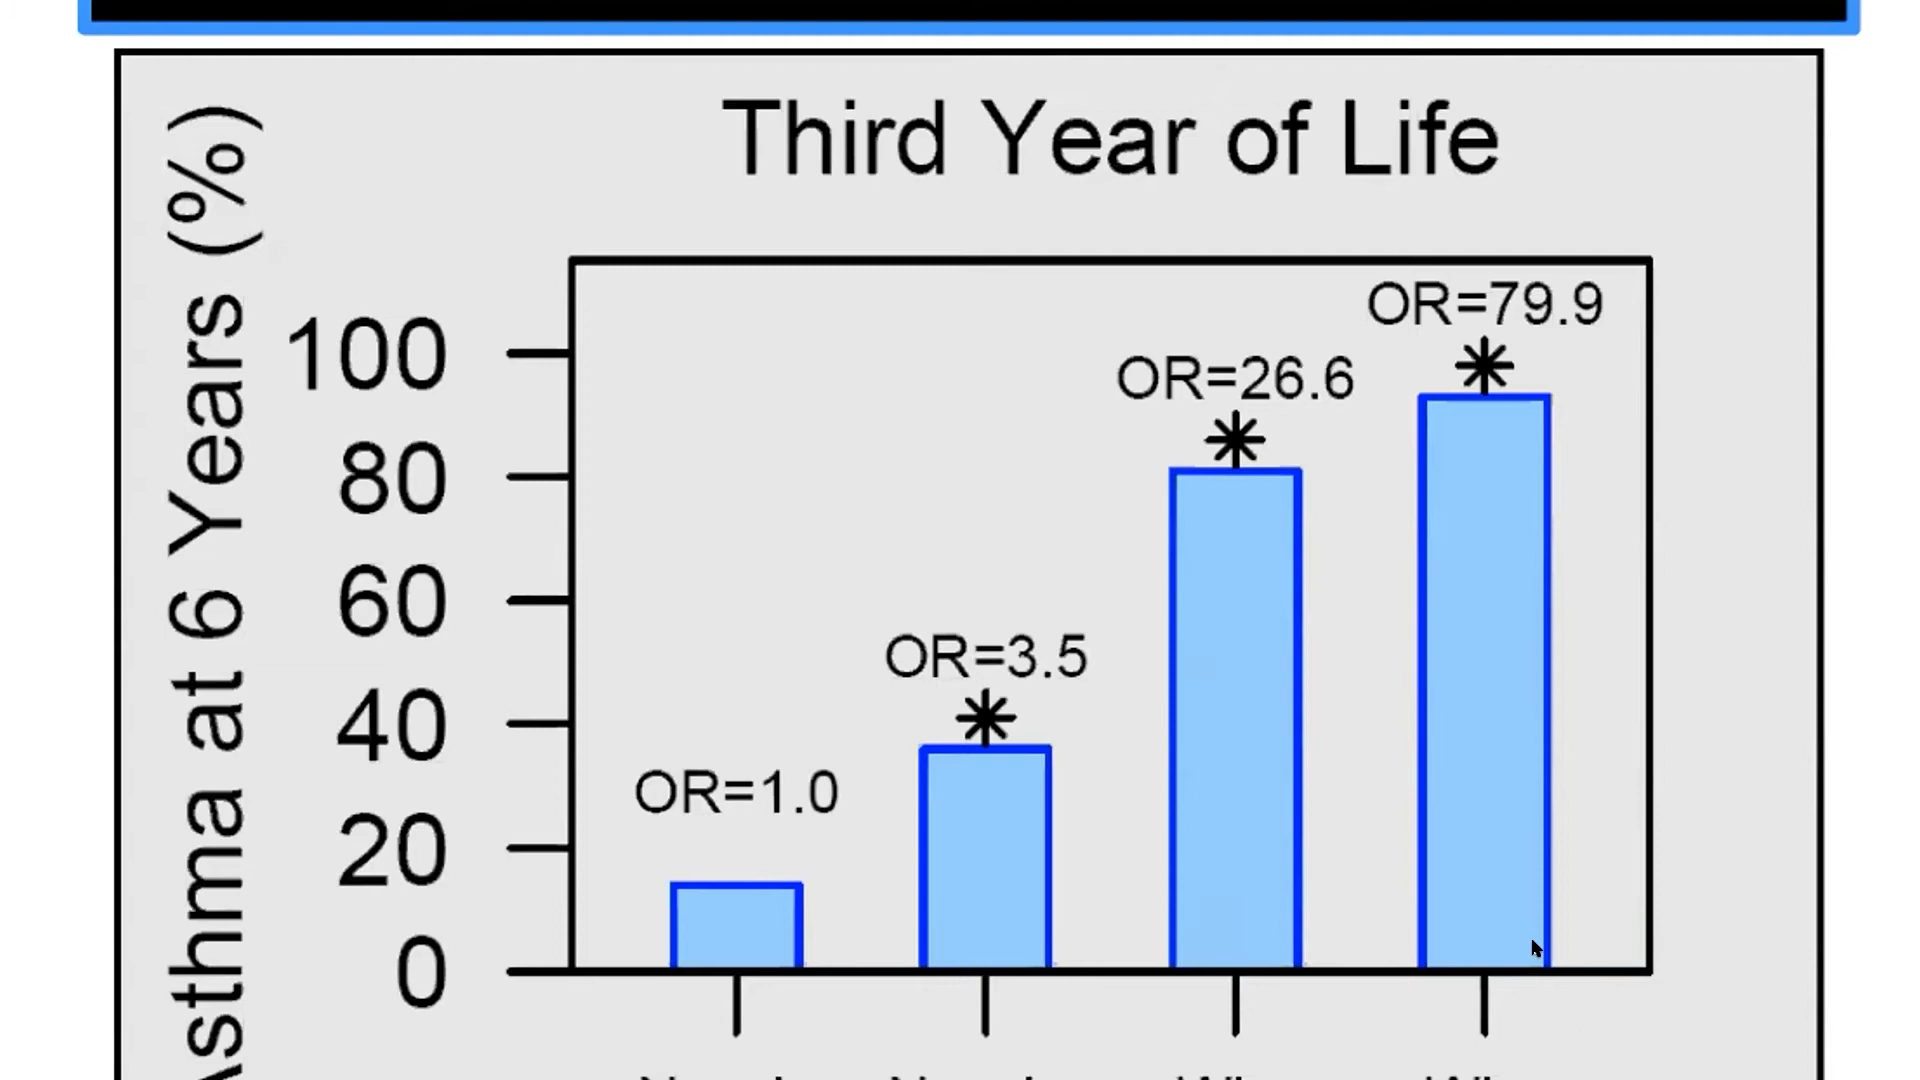 Third Year of Life
Asthma at 6 Years (%)
100
80
60
40
20
0
OR=1.0
OR=3.5
OR=26.6
OR=79.9